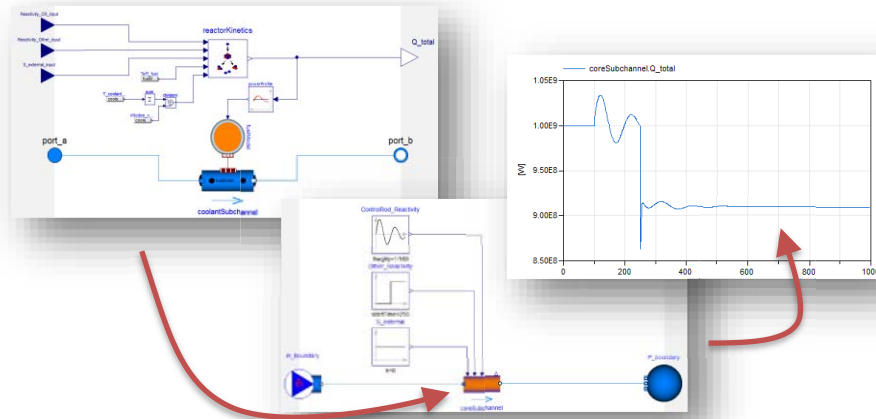 Reactivity_CR_input
reactorKinetics
Q_total
Reactivity_Other_input
S_external_input
port_a
port_b
coolantSubchannel
coreSubchannel.Q_total
1.05E9
1.00E9
9.50E8
9.00E8
8.50E8
[W]
0
200
400
600
800
1000
ControlRod_Reactivity
Other_Reactivity
S_external
P_boundary
coreSubchannel